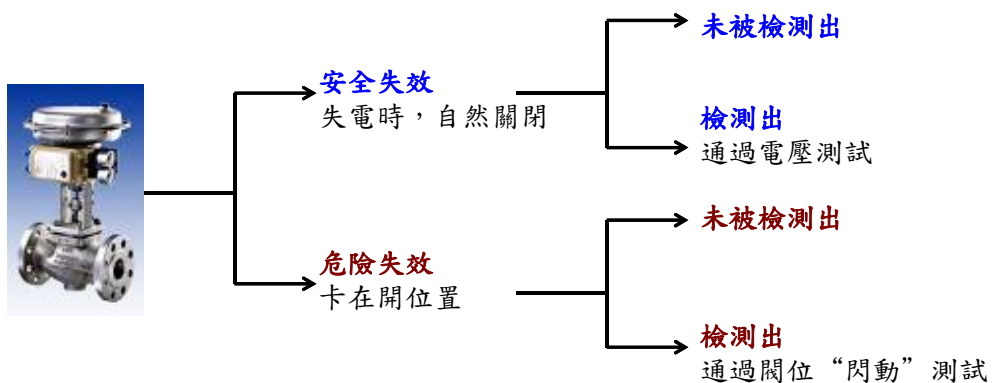 未被檢測出
安全失效
失電時，自然關閉
檢測出
通過電壓測試
未被檢測出
危險失效
卡在開位置
檢測出
通過閥位“閃動”測試